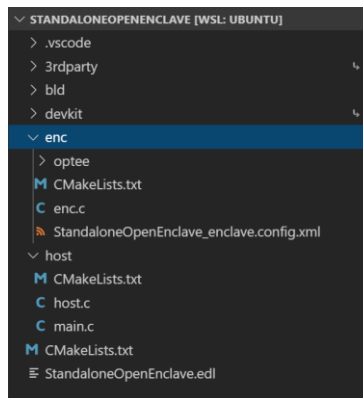 STANDALONEOPENENCLAVE [WSL: UBUNTU]
.vscode
3rdparty
bld
devkit
enc
optee
M CMakeLists.txt
C enc.c
StandaloneOpenEnclave_enclave.config.xml
host
M CMakeLists.txt
C host.c
C main.c
M CMakeLists.txt
StandaloneOpenEnclave.edl